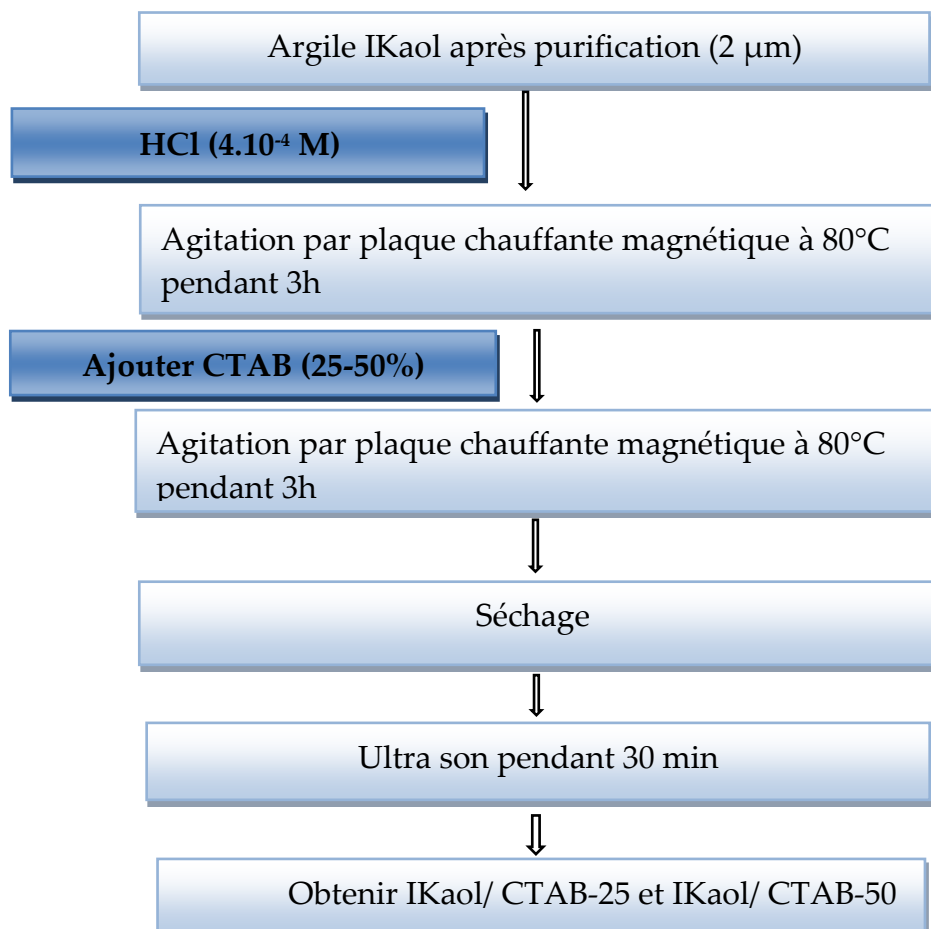 Argile IKaol après purification (2 µm)
HCl (4.10⁻⁴ M)
Agitation par plaque chauffante magnétique à 80°C
pendant 3h
Ajouter CTAB (25-50%)
Agitation par plaque chauffante magnétique à 80°C
pendant 3h
Séchage
Ultra son pendant 30 min
Obtenir IKaol/ CTAB-25 et IKaol/ CTAB-50